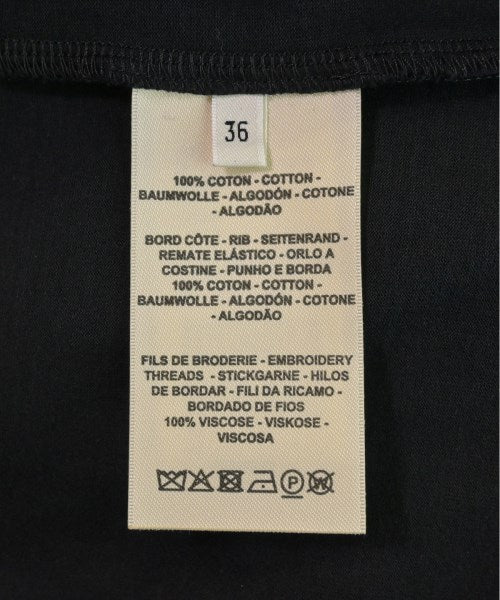 36
100% COTON - COTTON -
BAUMWOLLE - ALGODÓN - COTONE
- ALGODÃO
BORD CÔTE - RIB - SEITENRAND -
REMATE ELÁSTICO - ORLO A
COSTINE - PUNHO E BORDA
100% COTON - COTTON -
BAUMWOLLE - ALGODÓN - COTONE
- ALGODÃO
FILS DE BRODERIE - EMBROIDERY
THREADS - STICKGARNE - HILOS
DE BORDAR - FILI DA RICAMO -
BORDADO DE FIOS
100% VISCOSE - VISKOSE -
VISCOSA
P W